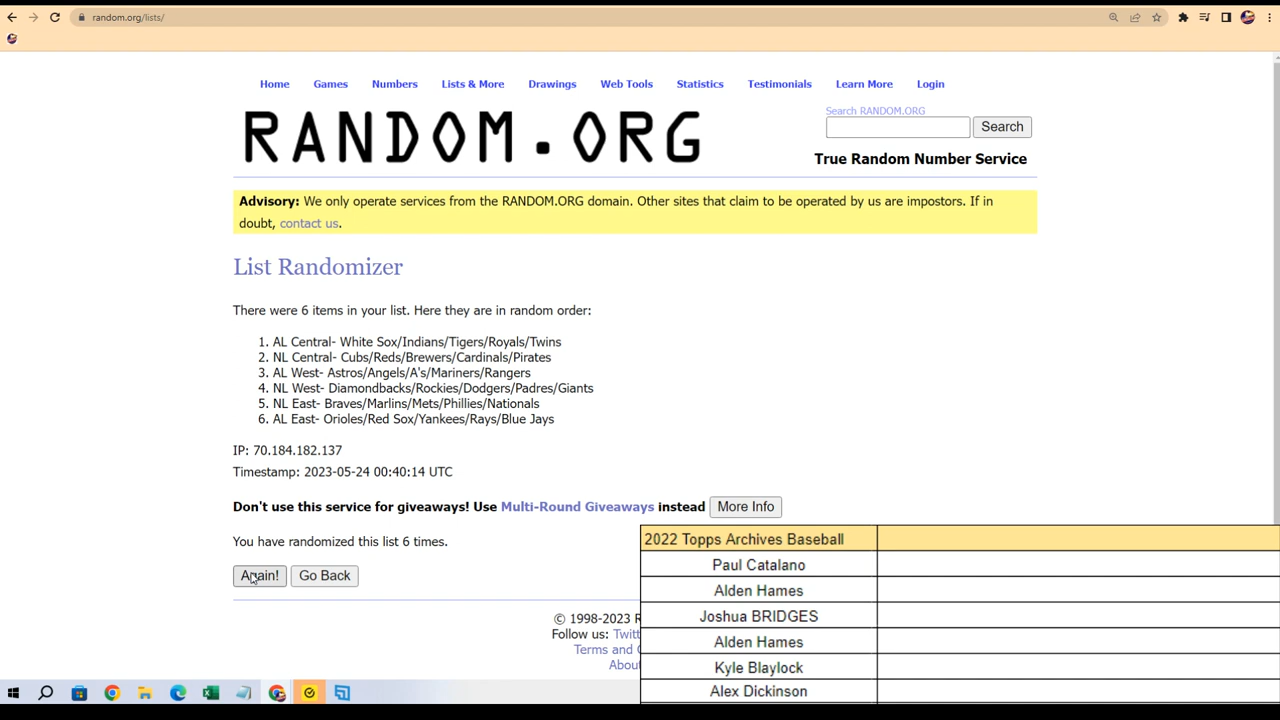 random.org/lists/
Home Games Numbers Lists & More Drawings Web Tools Statistics Testimonials Learn More Login
RANDOM.ORG
Search RANDOM.ORG
Search
True Random Number Service
Advisory: We only operate services from the RANDOM.ORG domain. Other sites that claim to be operated by us are impostors. If in
doubt, contact us.
List Randomizer
There were 6 items in your list. Here they are in random order:
1. AL Central- White Sox/Indians/Tigers/Royals/Twins
2. NL Central- Cubs/Reds/Brewers/Cardinals/Pirates
3. AL West- Astros/Angels/A's/Mariners/Rangers
4. NL West- Diamondbacks/Rockies/Dodgers/Padres/Giants
5. NL East- Braves/Marlins/Mets/Phillies/Nationals
6. AL East- Orioles/Red Sox/Yankees/Rays/Blue Jays
IP: 70.184.182.137
Timestamp: 2023-05-24 00:40:14 UTC
Don't use this service for giveaways! Use Multi-Round Giveaways instead More Info
You have randomized this list 6 times.
Again! Go Back
© 1998-2023 R
Follow us: Twitt
Terms and C
About
2022 Topps Archives Baseball
Paul Catalano
Alden Hames
Joshua BRIDGES
Alden Hames
Kyle Blaylock
Alex Dickinson